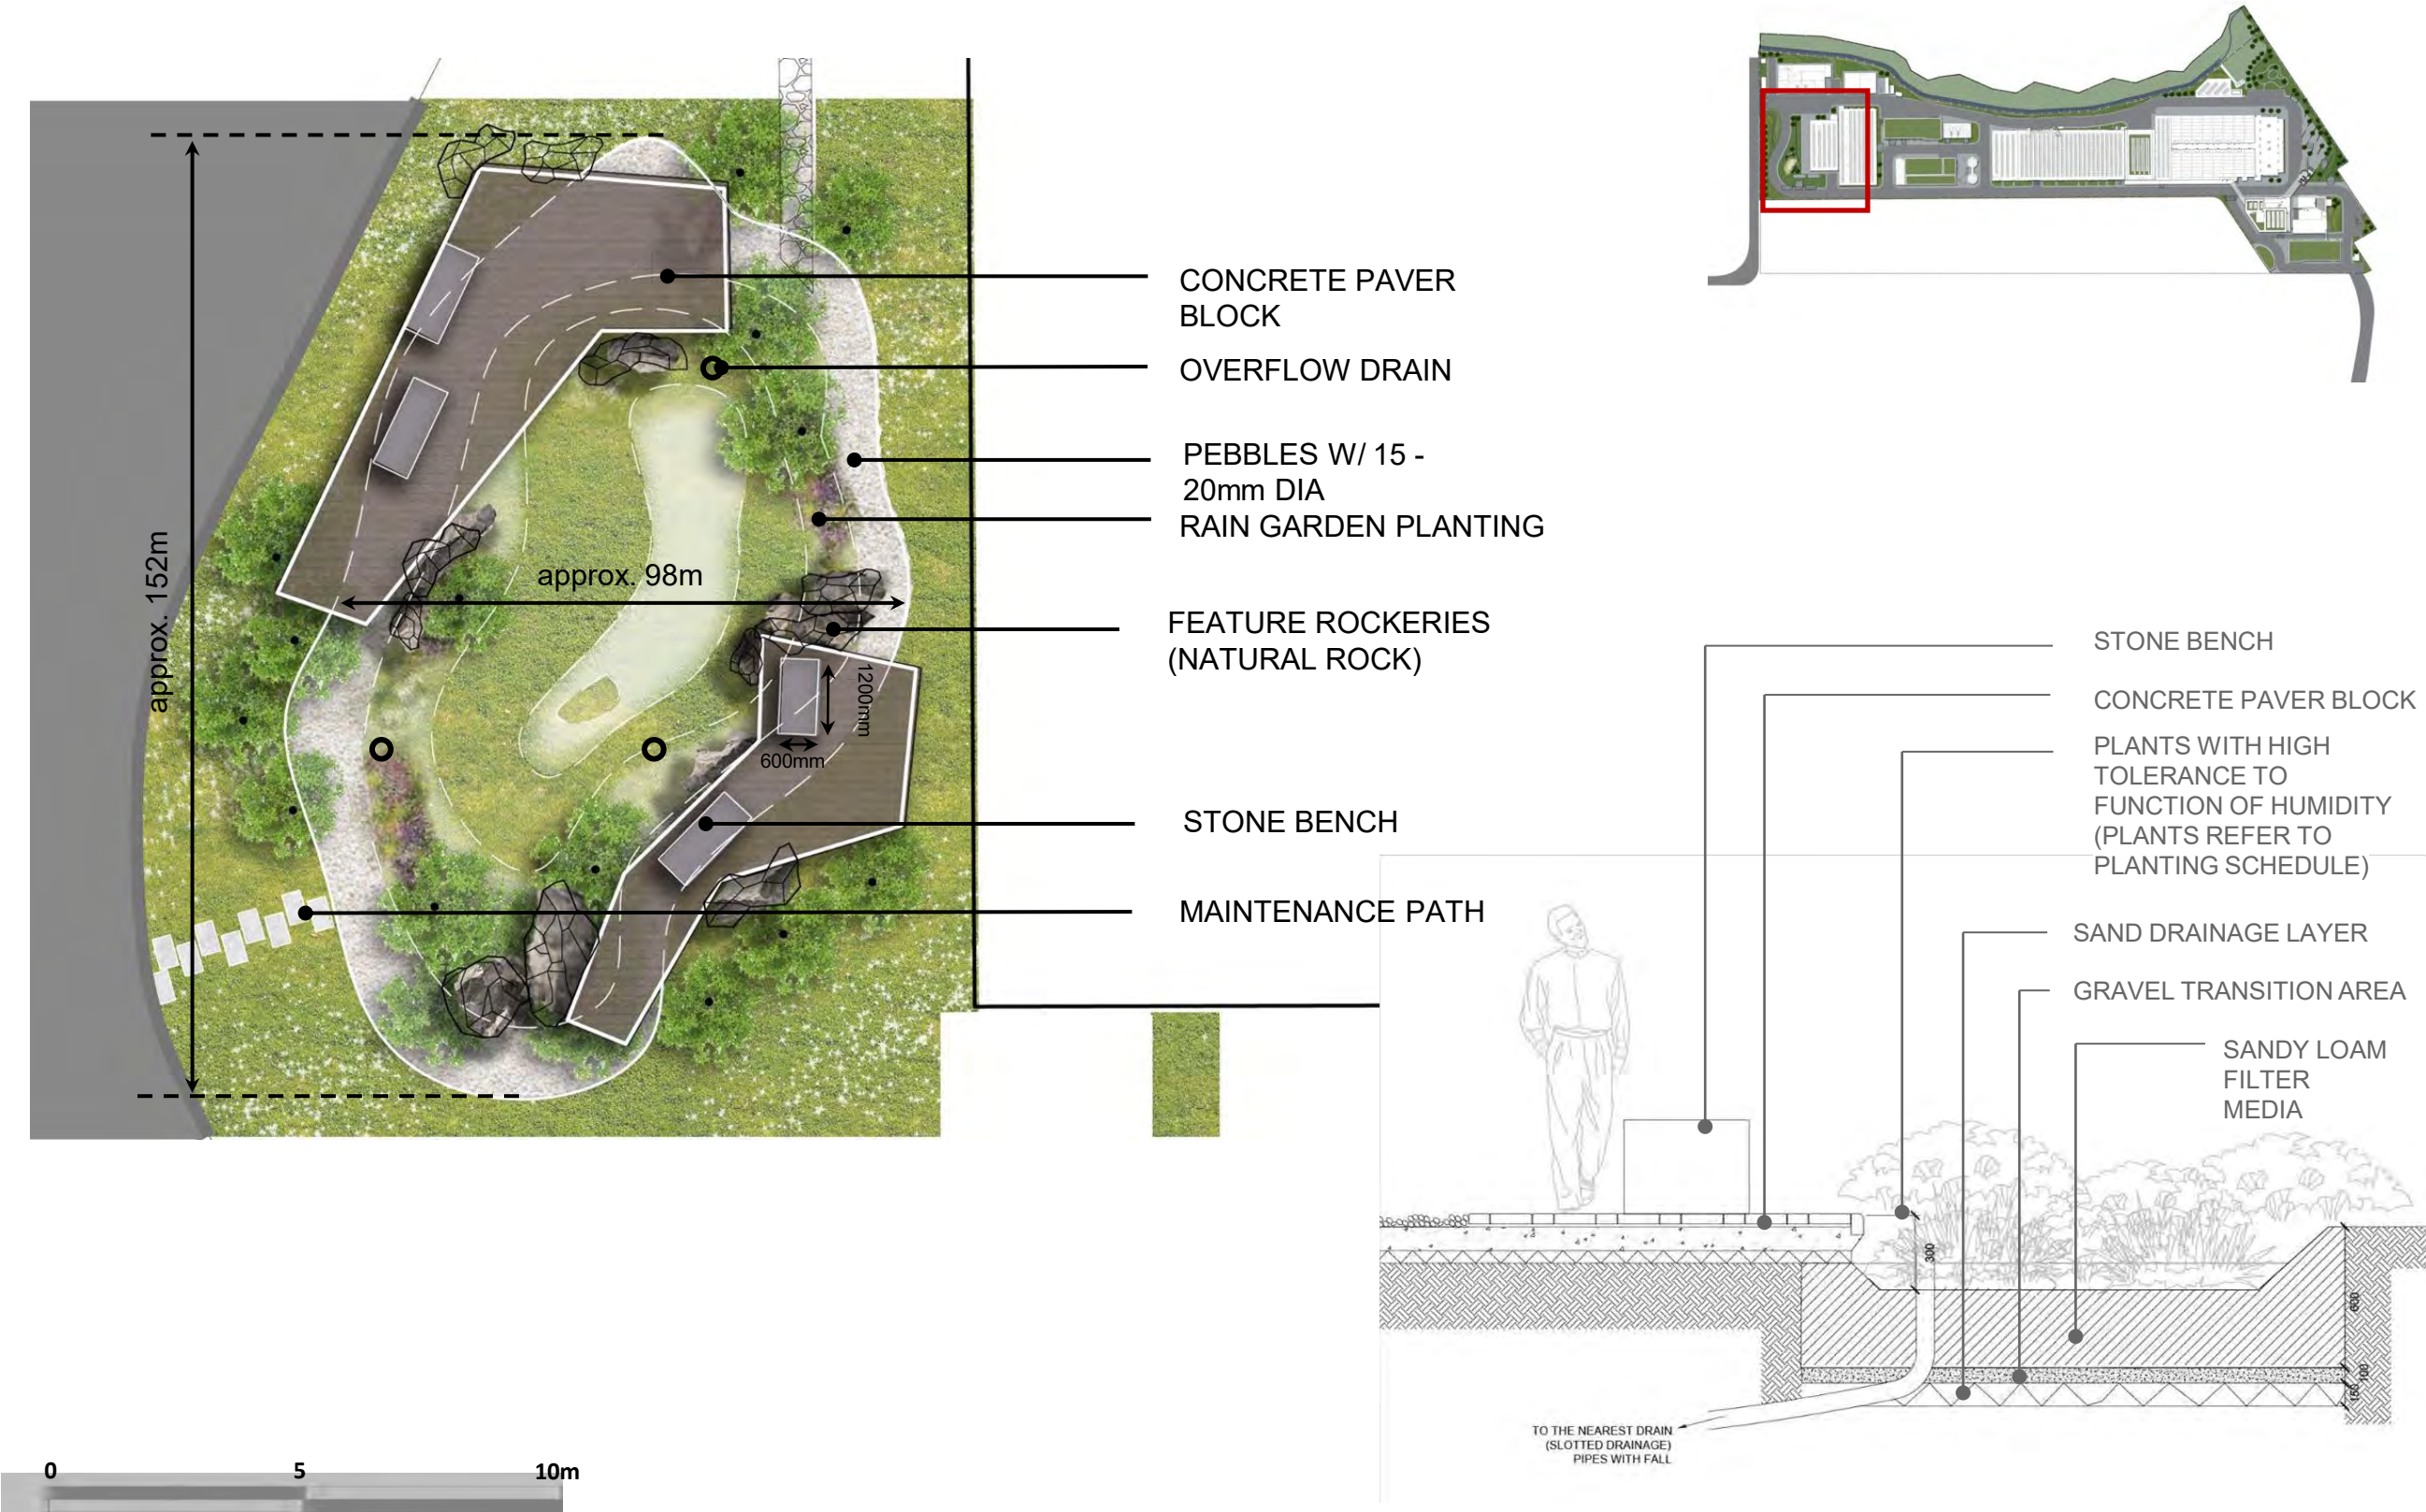 CONCRETE PAVER
BLOCK
OVERFLOW DRAIN
PEBBLES W/ 15 -
20mm DIA
RAIN GARDEN PLANTING
approx. 152m
approx. 98m
FEATURE ROCKERIES
(NATURAL ROCK)
1200mm
600mm
STONE BENCH
MAINTENANCE PATH
STONE BENCH
CONCRETE PAVER BLOCK
PLANTS WITH HIGH
TOLERANCE TO
FUNCTION OF HUMIDITY
(PLANTS REFER TO
PLANTING SCHEDULE)
SAND DRAINAGE LAYER
GRAVEL TRANSITION AREA
SANDY LOAM
FILTER
MEDIA
300
600
100
150
TO THE NEAREST DRAIN
(SLOTTED DRAINAGE)
PIPES WITH FALL
0 5 10m